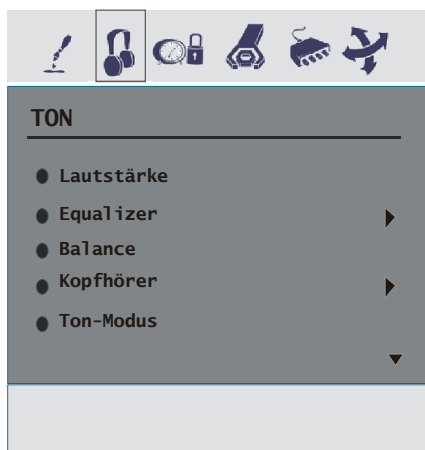 TON
Lautstärke
Equalizer
Balance
Kopfhörer
Ton-Modus